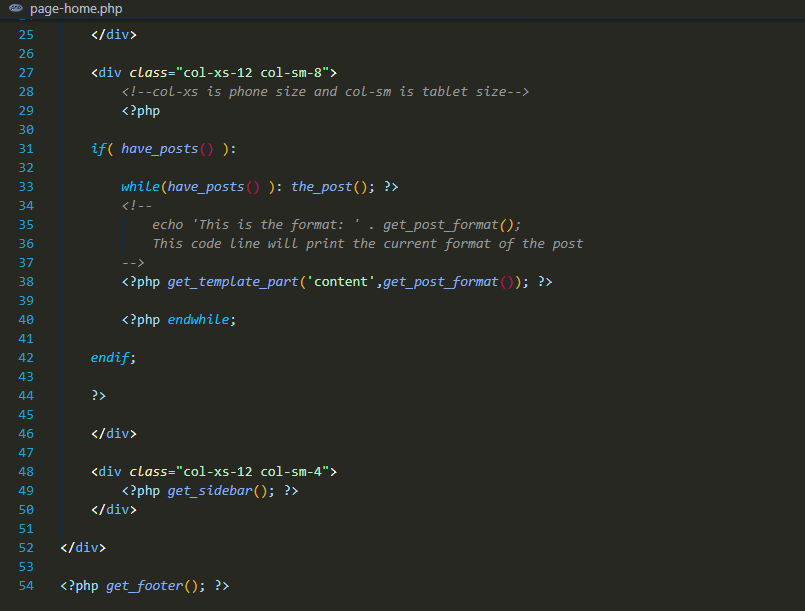 page-home.php
25 </div>
26
27 <div class="col-xs-12 col-sm-8">
28 <!--col-xs is phone size and col-sm is tablet size-->
29 <?php
30
31 if( have_posts() ):
32
33 while(have_posts() ): the_post(); ?>
34 <!--
35 echo 'This is the format: ' . get_post_format();
36 This code line will print the current format of the post
37 -->
38 <?php get_template_part('content',get_post_format()); ?>
39
40 <?php endwhile;
41
42 endif;
43
44 ?>
45
46 </div>
47
48 <div class="col-xs-12 col-sm-4">
49 <?php get_sidebar(); ?>
50 </div>
51
52 </div>
53
54 <?php get_footer(); ?>